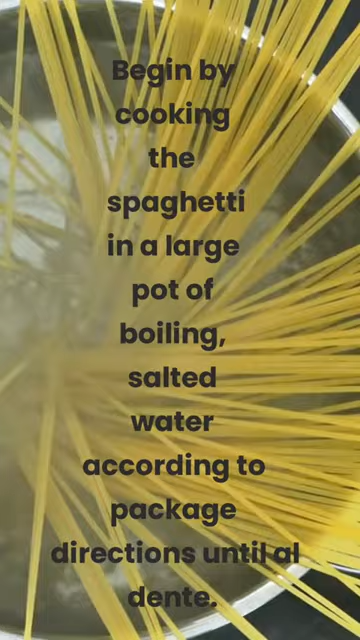 Begin by
cooking
the
spaghetti
in a large
pot of
boiling,
salted
water
according to
package
directions until al
dente.